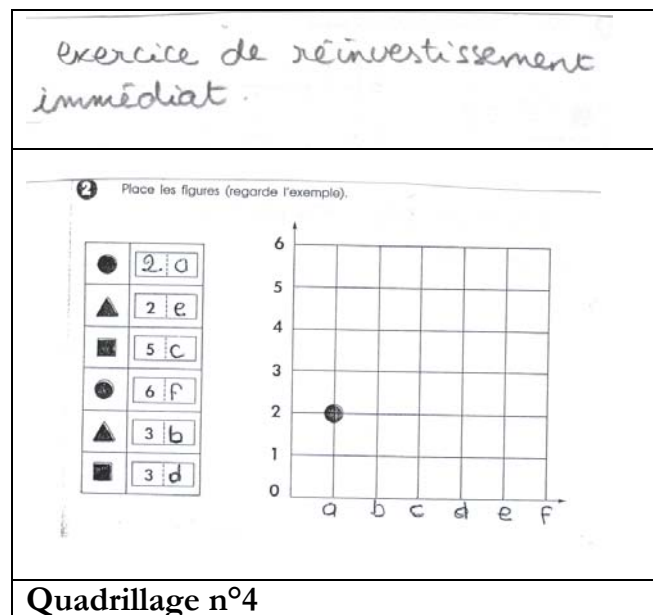 exercice de réinvestissement
immédiat.
2 Place les figures (regarde l'exemple).
2. a
2 e
5 c
6 f
3 b
3 d
6
5
4
3
2
1
0
a b c d e f
Quadrillage n°4